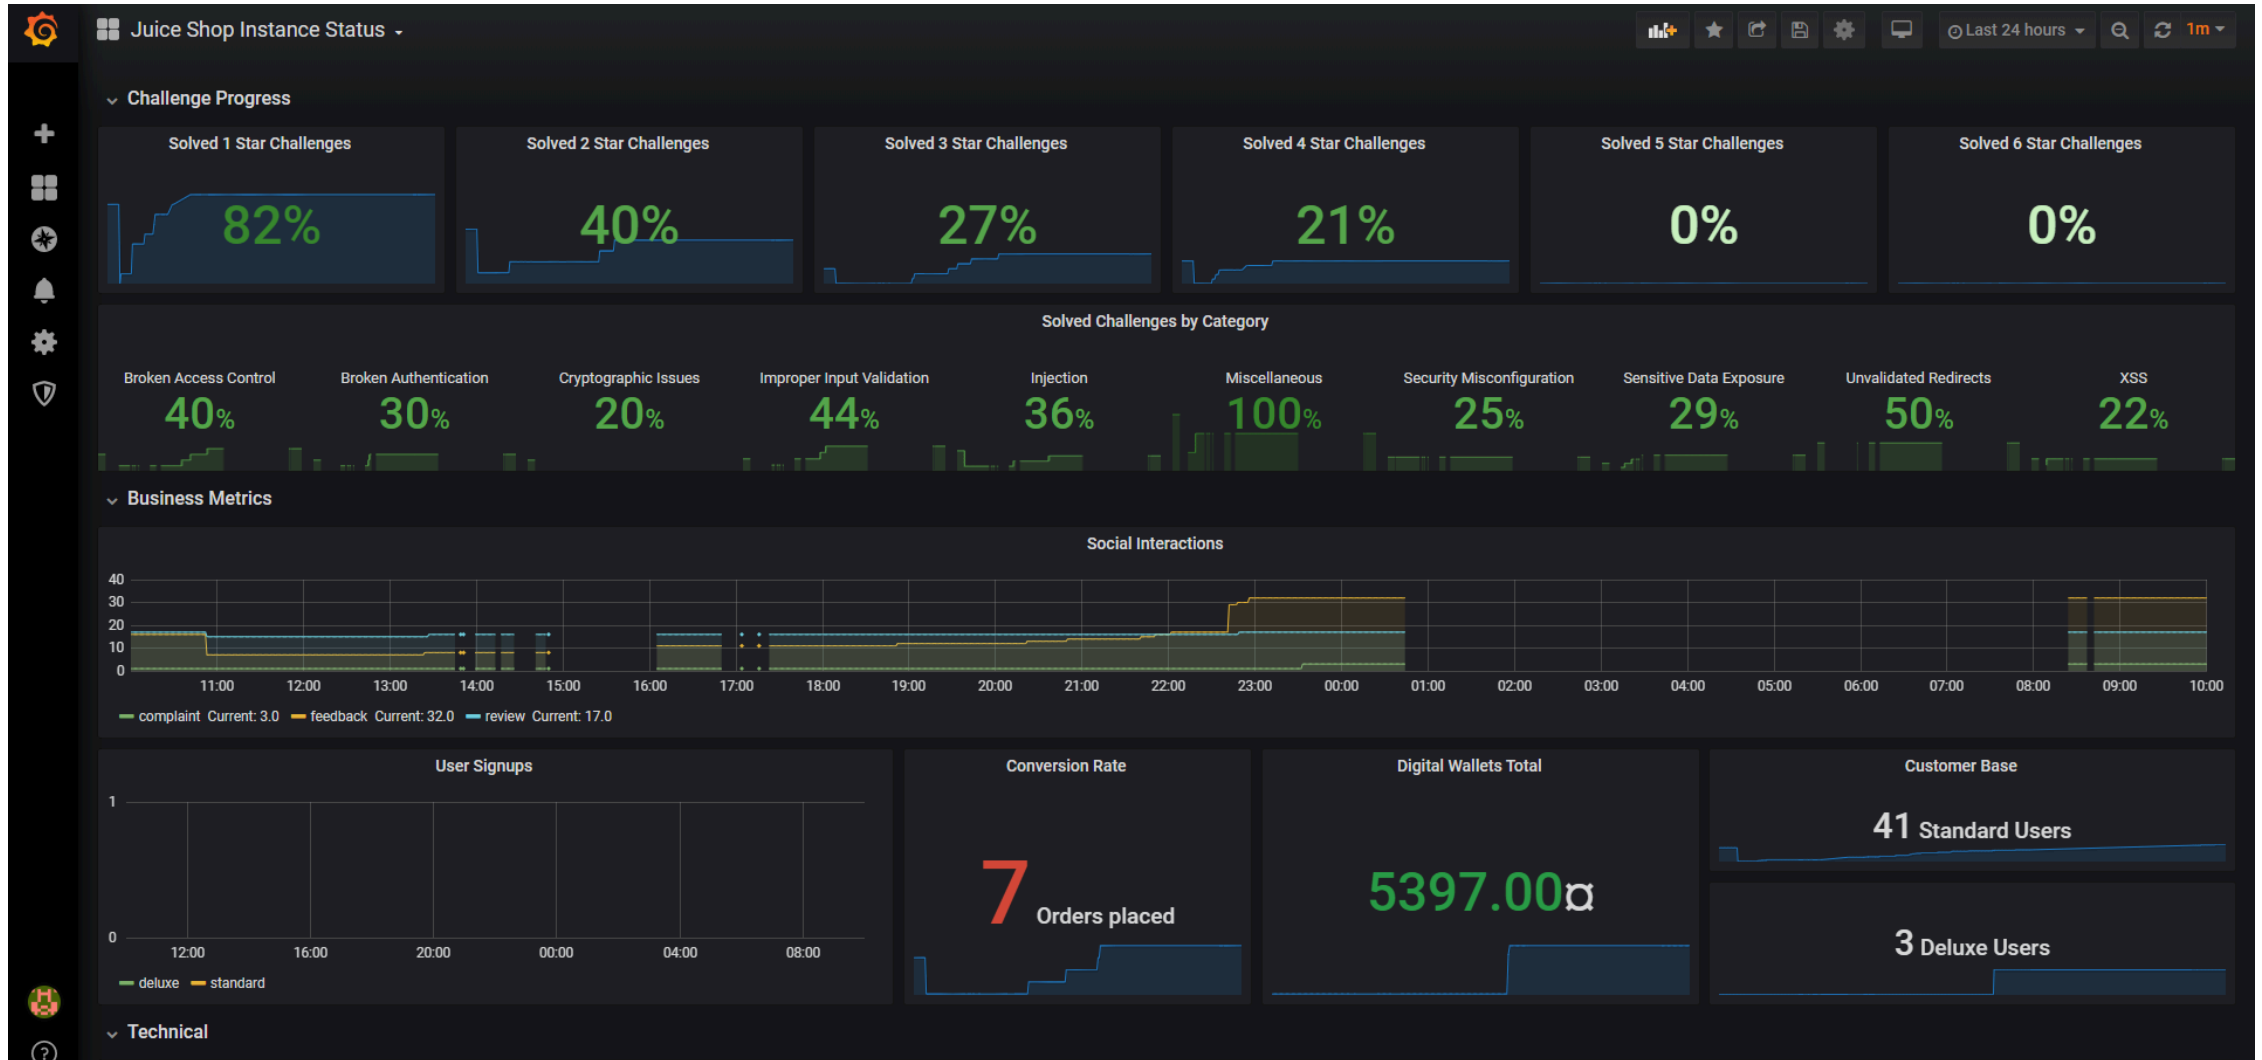 Juice Shop Instance Status
Last 24 hours
1m
Challenge Progress
Solved 1 Star Challenges
82%
Solved 2 Star Challenges
40%
Solved 3 Star Challenges
27%
Solved 4 Star Challenges
21%
Solved 5 Star Challenges
0%
Solved 6 Star Challenges
0%
Solved Challenges by Category
Broken Access Control
40%
Broken Authentication
30%
Cryptographic Issues
20%
Improper Input Validation
44%
Injection
36%
Miscellaneous
100%
Security Misconfiguration
25%
Sensitive Data Exposure
29%
Unvalidated Redirects
50%
XSS
22%
Business Metrics
Social Interactions
40
30
20
10
0
11:00 12:00 13:00 14:00 15:00 16:00 17:00 18:00 19:00 20:00 21:00 22:00 23:00 00:00 01:00 02:00 03:00 04:00 05:00 06:00 07:00 08:00 09:00 10:00
complaint Current: 3.0 feedback Current: 32.0 review Current: 17.0
User Signups
1
0
12:00 16:00 20:00 00:00 04:00 08:00
deluxe standard
Conversion Rate
7 Orders placed
Digital Wallets Total
5397.00¤
Customer Base
41 Standard Users
3 Deluxe Users
Technical